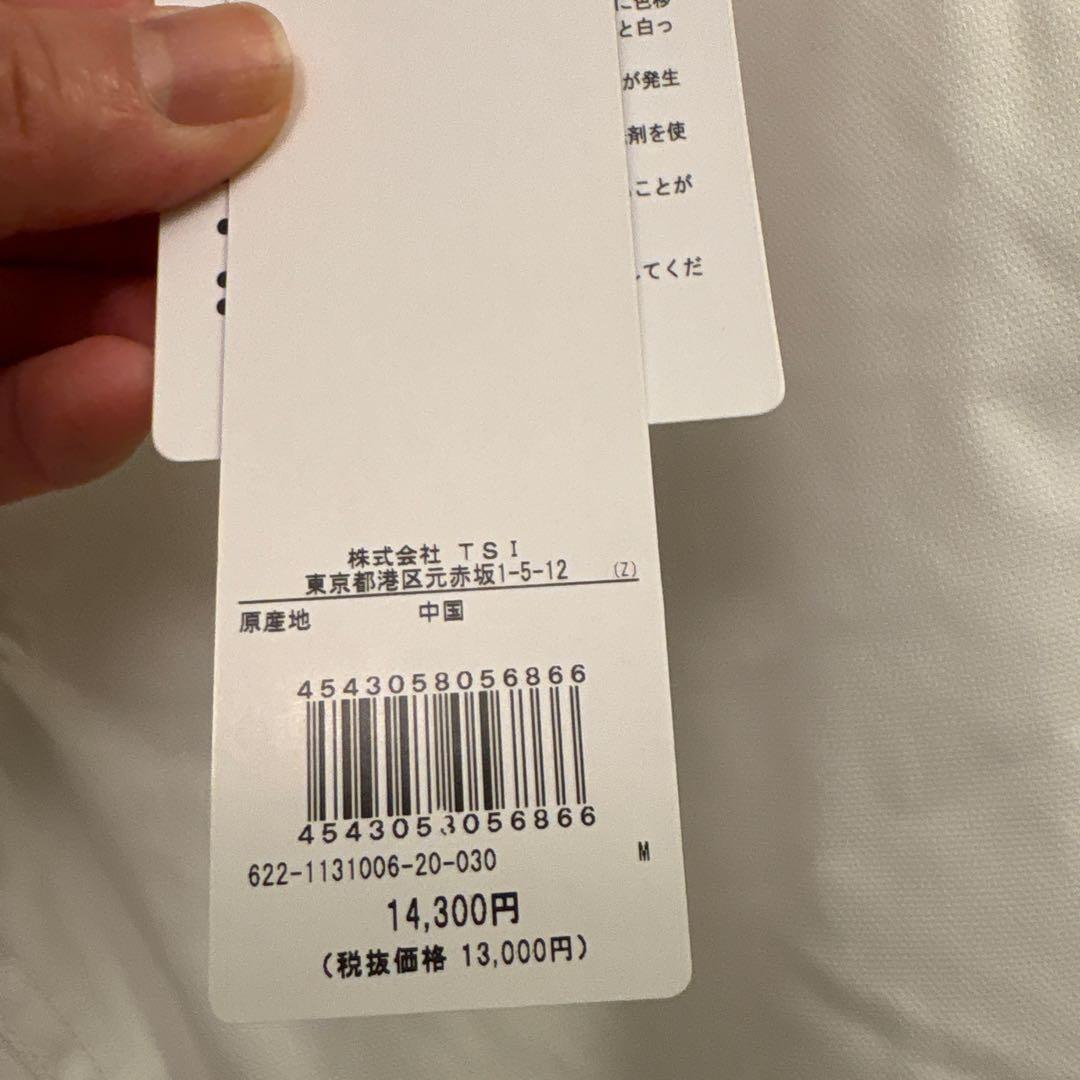 に色移
と白っ
が発生
剤を使
ことが
してくだ
株式会社 TSI
東京都港区元赤坂1-5-12 (Z)
原産地 中国
4543058056866
4543058056866
622-1131006-20-030 M
14,300円
(税抜価格 13,000円)